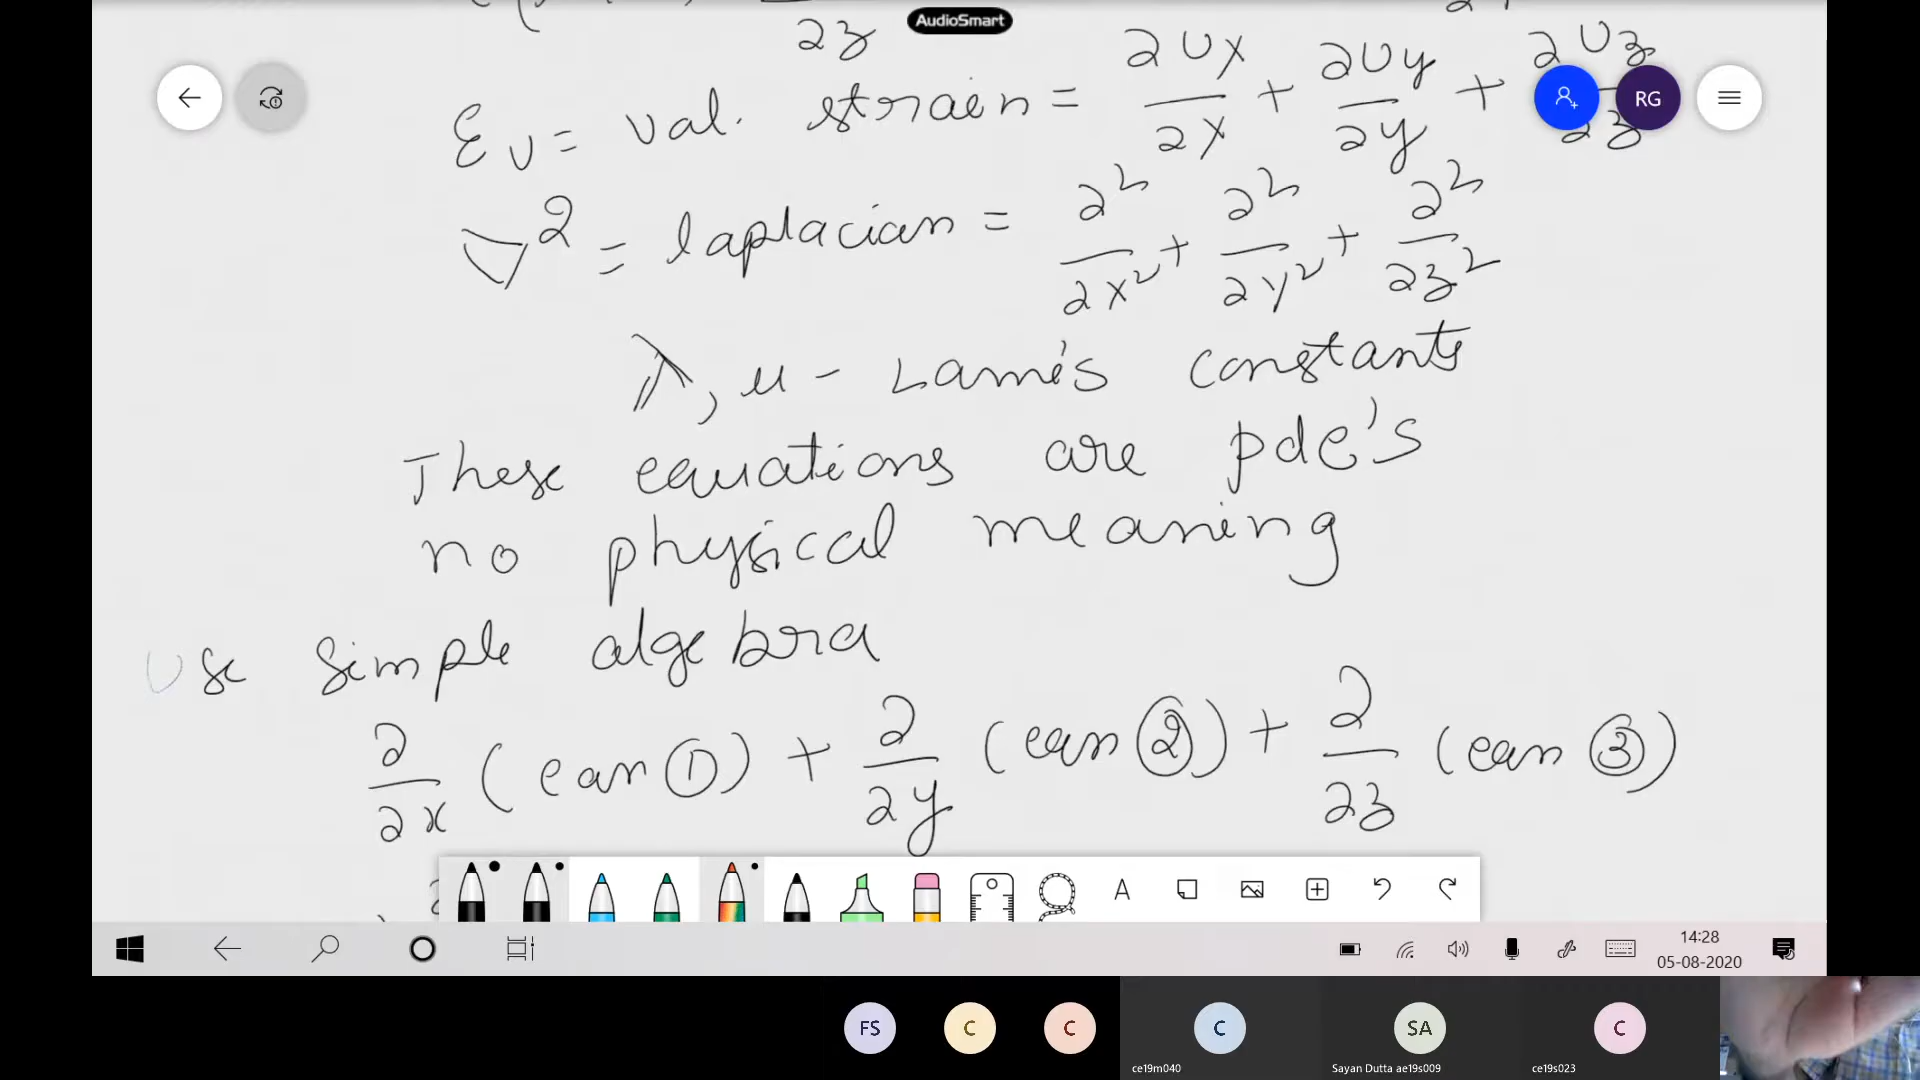 ∂z
AudioSmart
εv = vol. strain = ∂Ux/∂x + ∂Uy/∂y + ∂Uz/∂z
RG
∇² = laplacian = ∂²/∂x² + ∂²/∂y² + ∂²/∂z²
λ, μ - Lamé's constants
These equations are pde's
no physical meaning
Use simple algebra
∂/∂x (eqn ①) + ∂/∂y (eqn ②) + ∂/∂z (eqn ③)
A
14:28
05-08-2020
FS C C C SA C
ce19m040 Sayan Dutta ae19s009 ce19s023